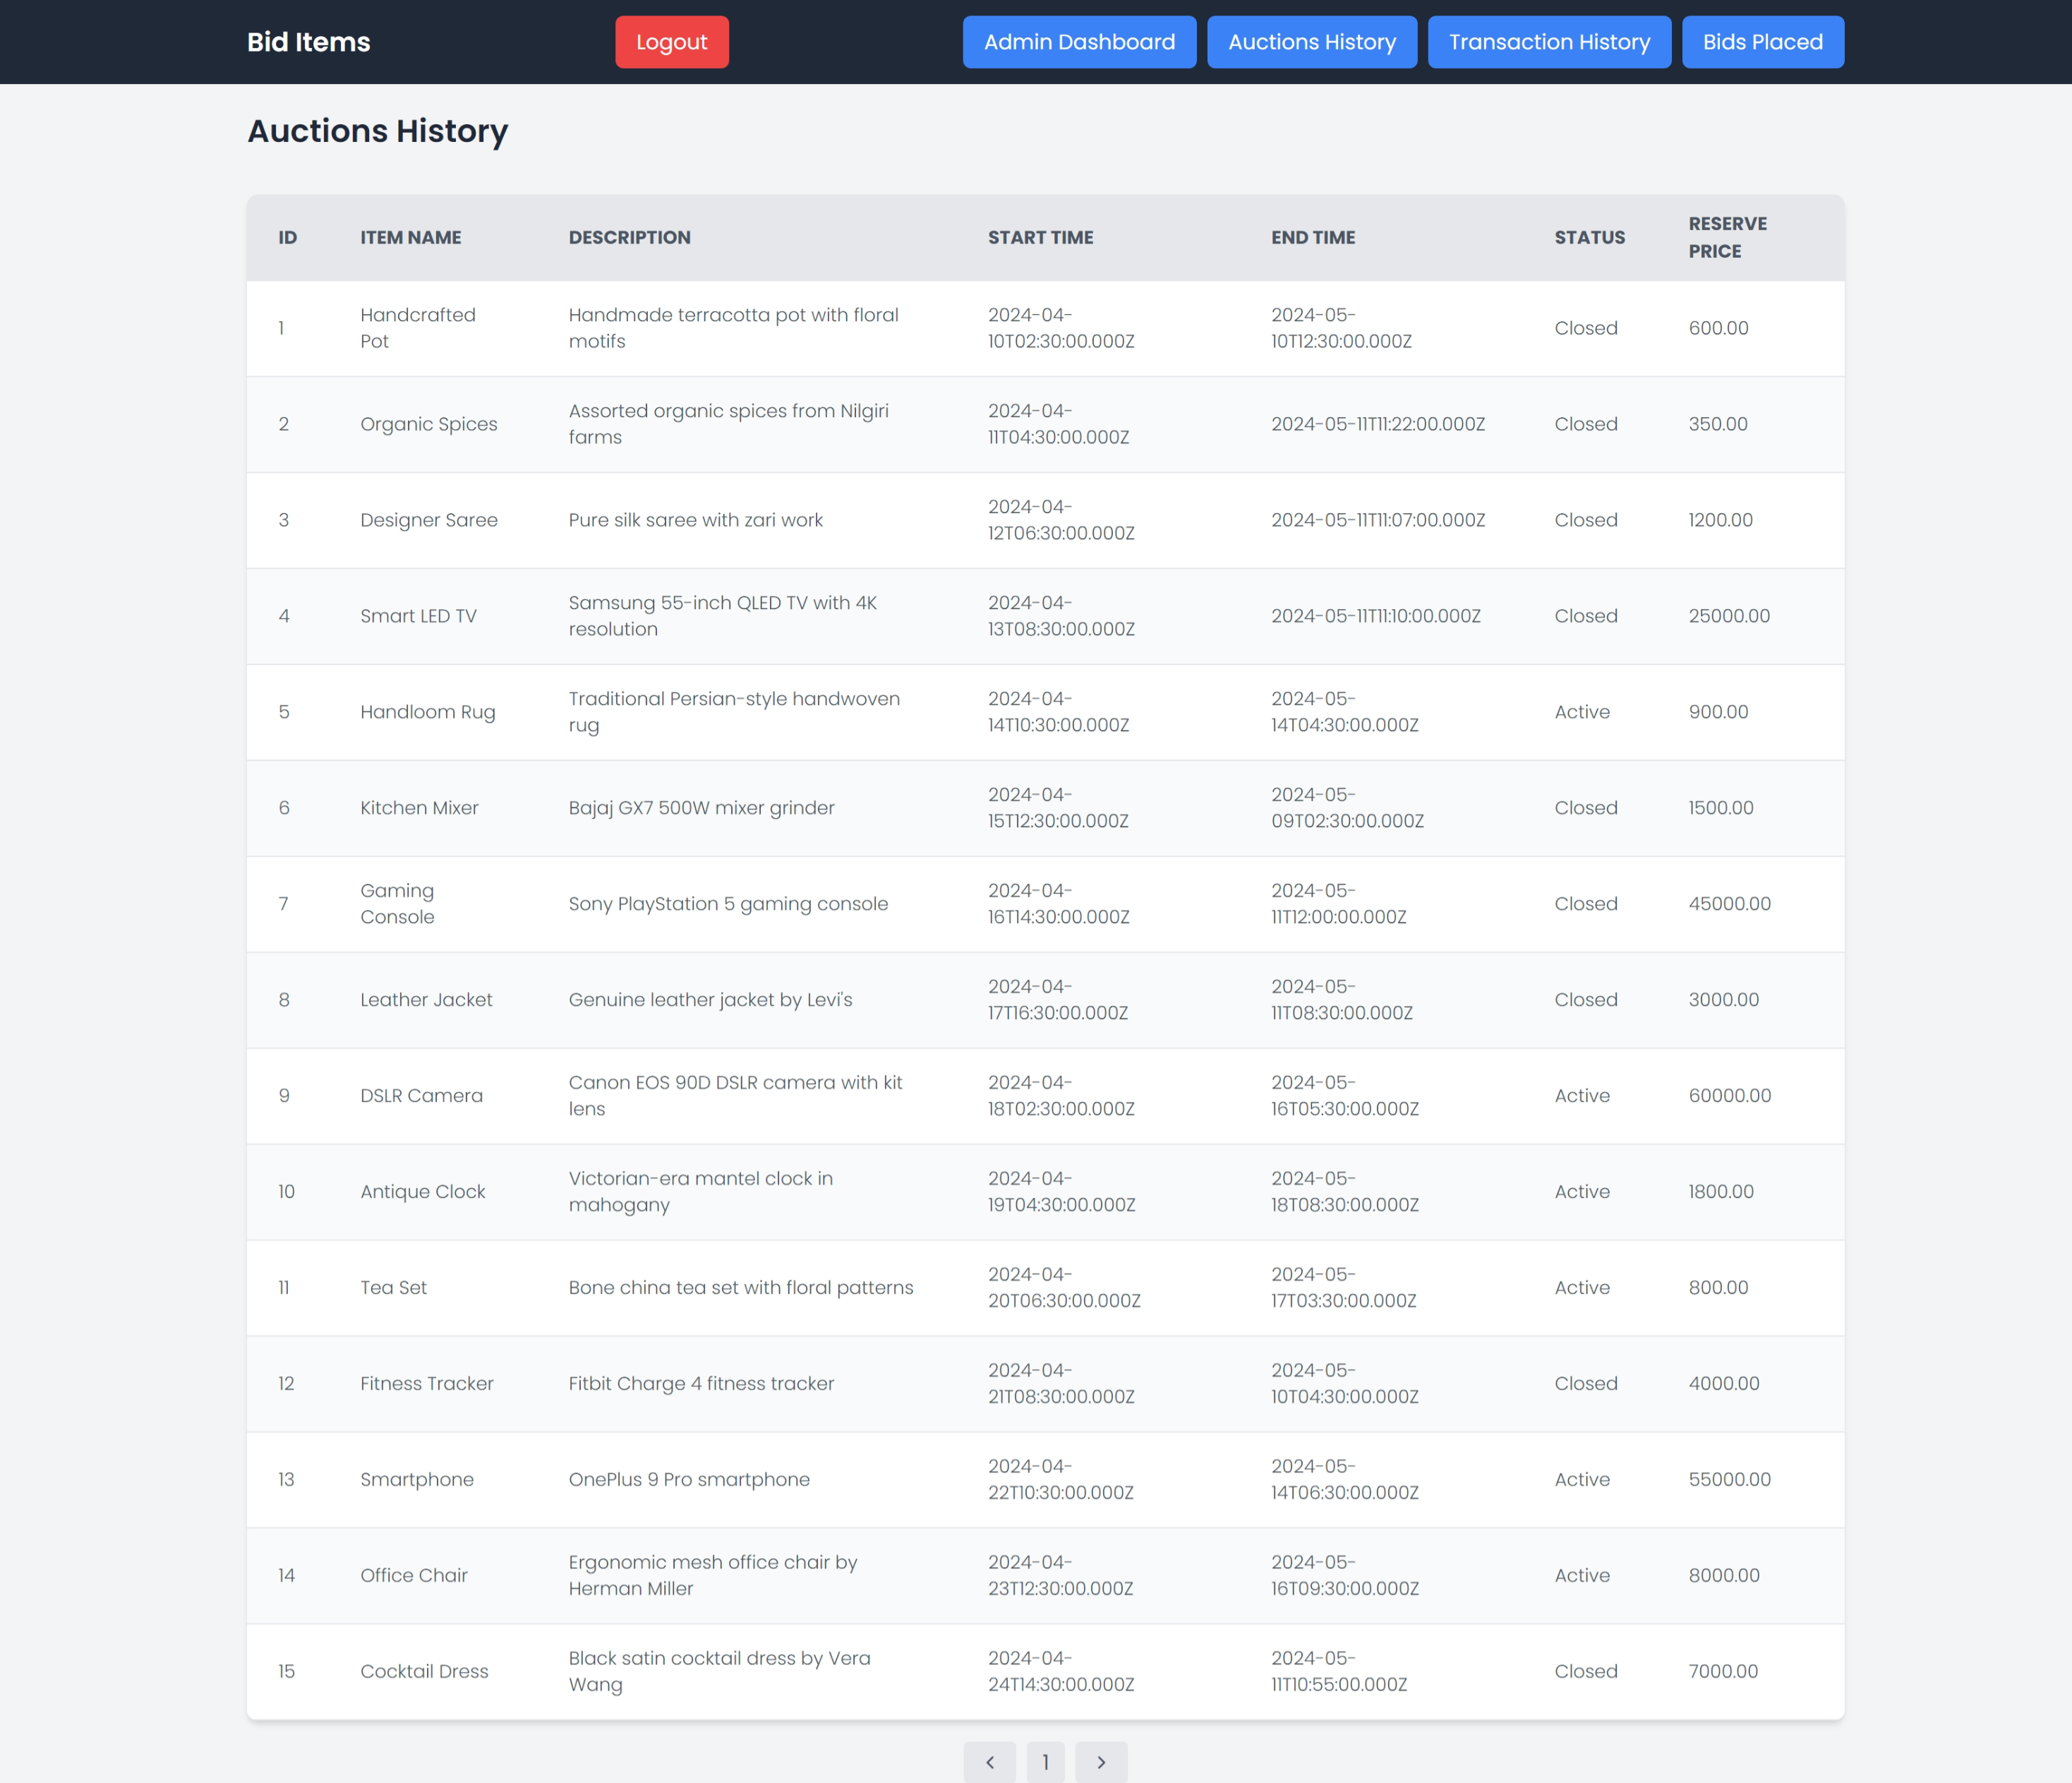 Bid Items Logout Admin Dashboard Auctions History Transaction History Bids Placed
Auctions History
ID ITEM NAME DESCRIPTION START TIME END TIME STATUS RESERVE
PRICE
1 Handcrafted Handmade terracotta pot with floral 2024-04- 2024-05- Closed 600.00
Pot motifs 10T02:30:00.000Z 10T12:30:00.000Z
2 Organic Spices Assorted organic spices from Nilgiri 2024-04- 2024-05-11T11:22:00.000Z Closed 350.00
farms 11T04:30:00.000Z
3 Designer Saree Pure silk saree with zari work 2024-04- 2024-05-11T11:07:00.000Z Closed 1200.00
12T06:30:00.000Z
4 Smart LED TV Samsung 55-inch QLED TV with 4K 2024-04- 2024-05-11T11:10:00.000Z Closed 25000.00
resolution 13T08:30:00.000Z
5 Handloom Rug Traditional Persian-style handwoven 2024-04- 2024-05- Active 900.00
rug 14T10:30:00.000Z 14T04:30:00.000Z
6 Kitchen Mixer Bajaj GX7 500W mixer grinder 2024-04- 2024-05- Closed 1500.00
15T12:30:00.000Z 09T02:30:00.000Z
7 Gaming Sony PlayStation 5 gaming console 2024-04- 2024-05- Closed 45000.00
Console 16T14:30:00.000Z 11T12:00:00.000Z
8 Leather Jacket Genuine leather jacket by Levi's 2024-04- 2024-05- Closed 3000.00
17T16:30:00.000Z 11T08:30:00.000Z
9 DSLR Camera Canon EOS 90D DSLR camera with kit 2024-04- 2024-05- Active 60000.00
lens 18T02:30:00.000Z 16T05:30:00.000Z
10 Antique Clock Victorian-era mantel clock in 2024-04- 2024-05- Active 1800.00
mahogany 19T04:30:00.000Z 18T08:30:00.000Z
11 Tea Set Bone china tea set with floral patterns 2024-04- 2024-05- Active 800.00
20T06:30:00.000Z 17T03:30:00.000Z
12 Fitness Tracker Fitbit Charge 4 fitness tracker 2024-04- 2024-05- Closed 4000.00
21T08:30:00.000Z 10T04:30:00.000Z
13 Smartphone OnePlus 9 Pro smartphone 2024-04- 2024-05- Active 55000.00
22T10:30:00.000Z 14T06:30:00.000Z
14 Office Chair Ergonomic mesh office chair by 2024-04- 2024-05- Active 8000.00
Herman Miller 23T12:30:00.000Z 16T09:30:00.000Z
15 Cocktail Dress Black satin cocktail dress by Vera 2024-04- 2024-05- Closed 7000.00
Wang 24T14:30:00.000Z 11T10:55:00.000Z
1